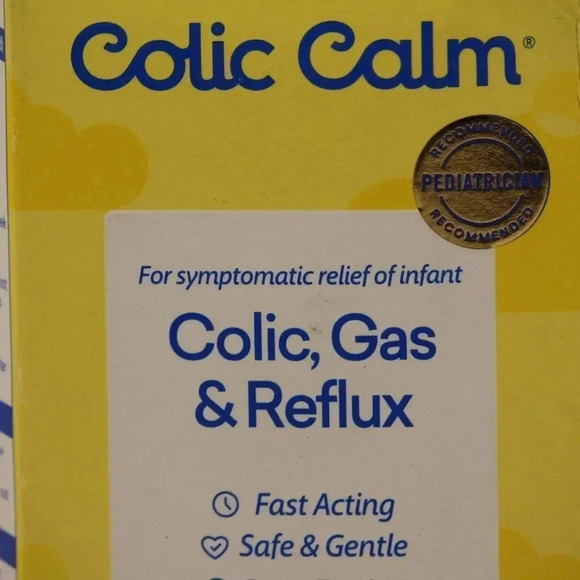 Colic Calm®
RECOMMENDED
PEDIATRICIAN
RECOMMENDED
For symptomatic relief of infant
Colic, Gas
& Reflux
Fast Acting
Safe & Gentle